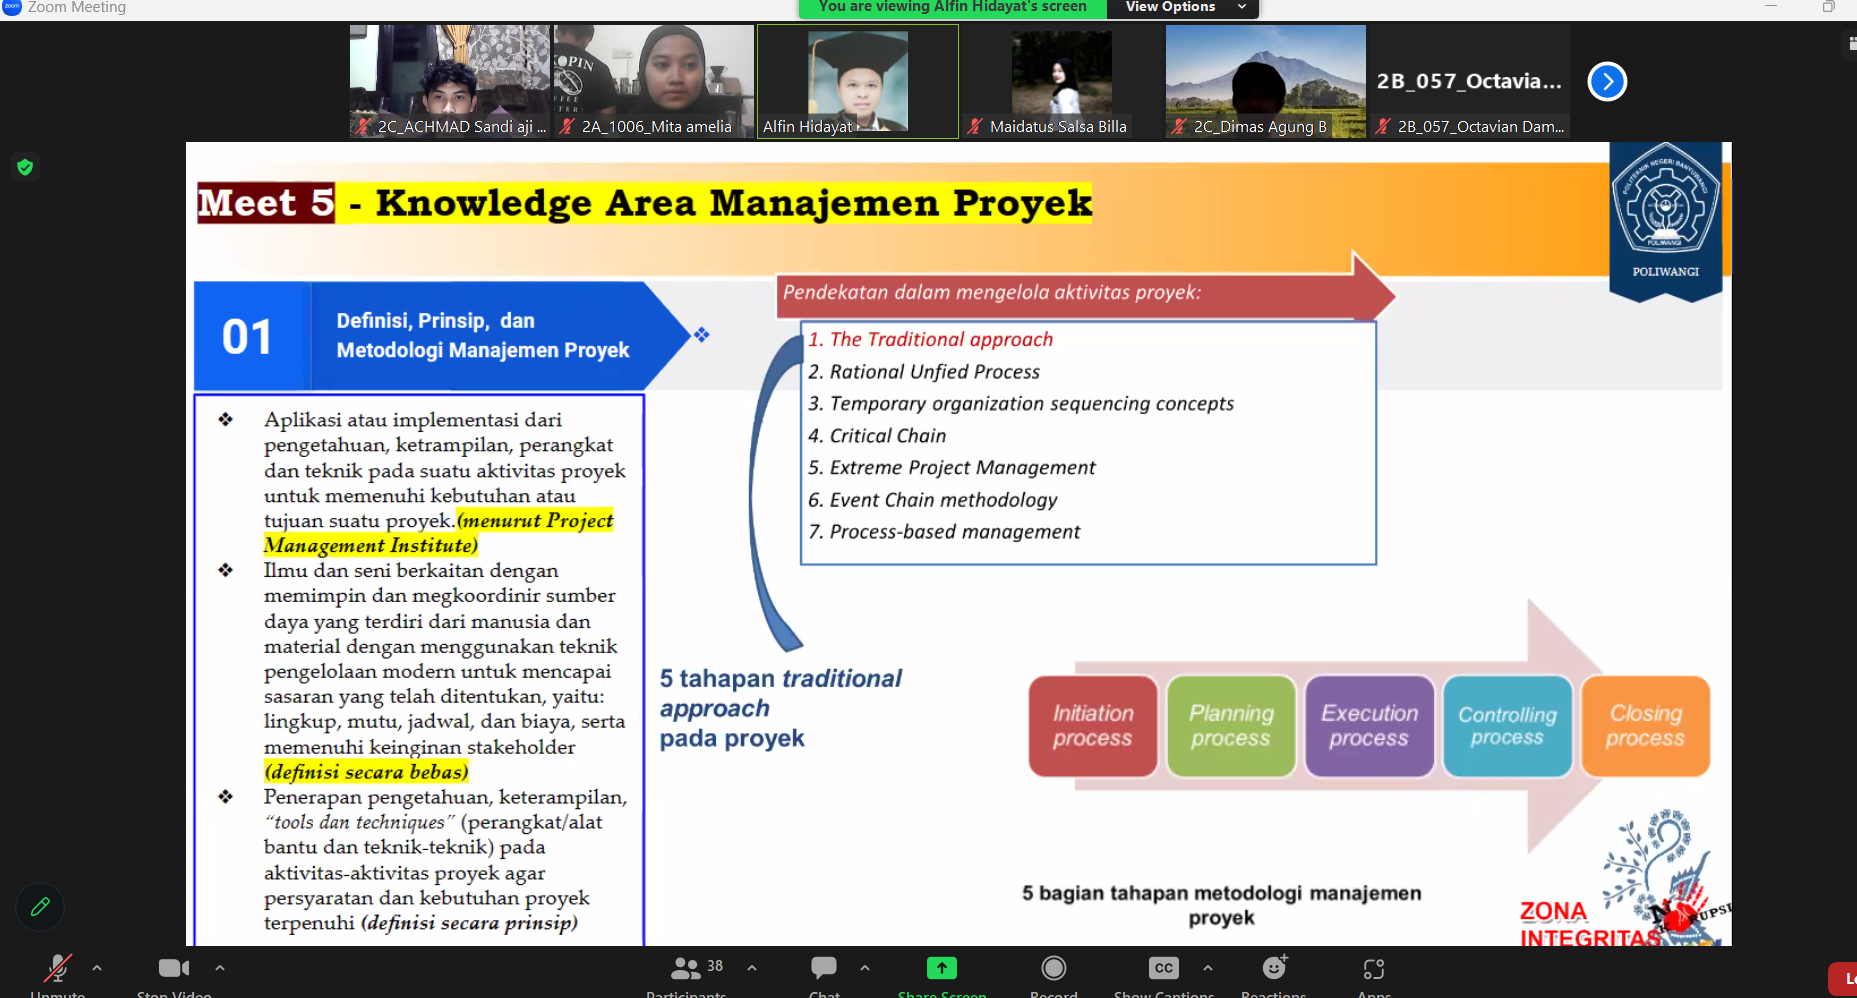 zoom
Zoom Meeting
You are viewing Alfin Hidayat's screen
View Options
2B_057_Octavia...
2C_ACHMAD Sandi aji ...
2A_1006_Mita amelia
Alfin Hidayat
Maidatus Salsa Billa
2C_Dimas Agung B
2B_057_Octavian Dam...
Meet 5 - Knowledge Area Manajemen Proyek
POLITEKNIK NEGERI BANYUWANGI
POLIWANGI
POLIWANGI
01
Definisi, Prinsip, dan
Metodologi Manajemen Proyek
Pendekatan dalam mengelola aktivitas proyek:
1. The Traditional approach
2. Rational Unfied Process
3. Temporary organization sequencing concepts
4. Critical Chain
5. Extreme Project Management
6. Event Chain methodology
7. Process-based management
❖ Aplikasi atau implementasi dari
pengetahuan, ketrampilan, perangkat
dan teknik pada suatu aktivitas proyek
untuk memenuhi kebutuhan atau
tujuan suatu proyek.(menurut Project
Management Institute)
❖ Ilmu dan seni berkaitan dengan
memimpin dan megkoordinir sumber
daya yang terdiri dari manusia dan
material dengan menggunakan teknik
pengelolaan modern untuk mencapai
sasaran yang telah ditentukan, yaitu:
lingkup, mutu, jadwal, dan biaya, serta
memenuhi keinginan stakeholder
(definisi secara bebas)
❖ Penerapan pengetahuan, keterampilan,
“tools dan techniques” (perangkat/alat
bantu dan teknik-teknik) pada
aktivitas-aktivitas proyek agar
persyaratan dan kebutuhan proyek
terpenuhi (definisi secara prinsip)
5 tahapan traditional
approach
pada proyek
Initiation
process
Planning
process
Execution
process
Controlling
process
Closing
process
5 bagian tahapan metodologi manajemen
proyek
ZONA
INTEGRITAS
Unmute
Stop Video
38
Participants
Chat
Share Screen
Record
CC
Show Captions
Reactions
Apps